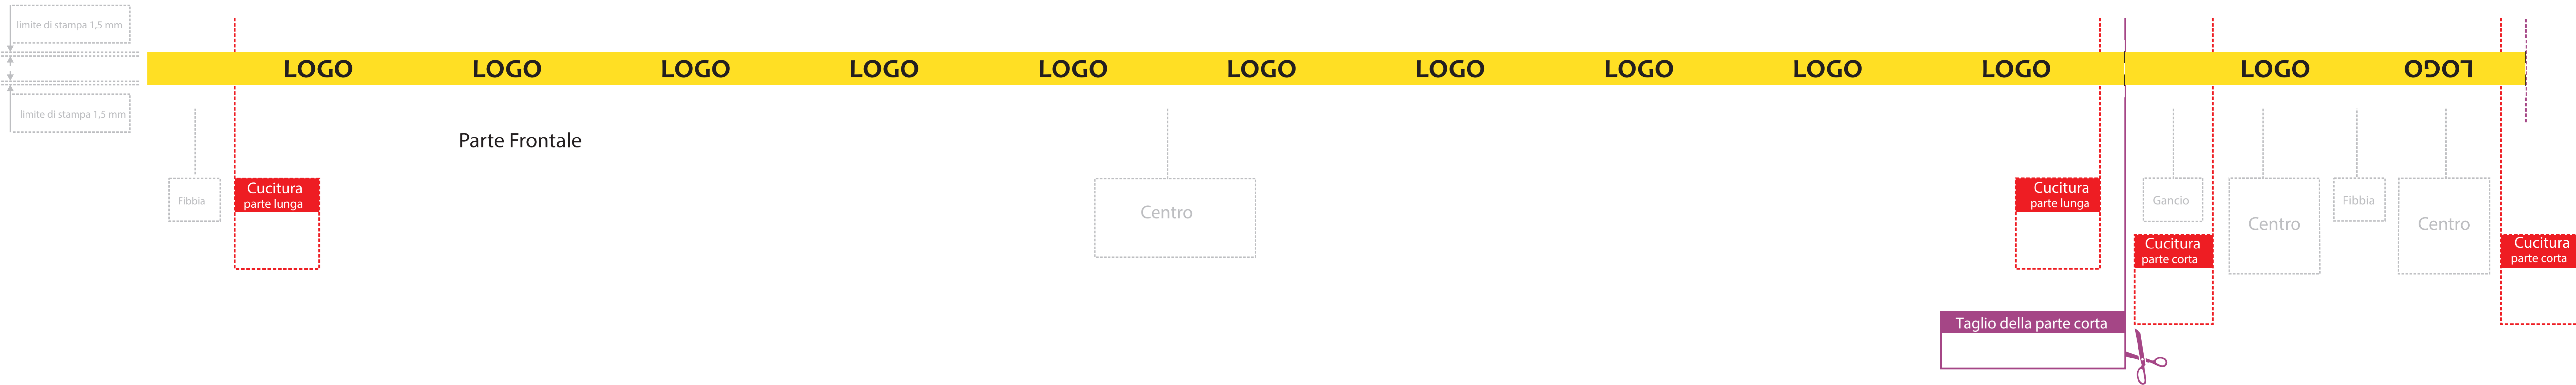 limite di stampa 1,5 mm
LOGO LOGO LOGO LOGO LOGO LOGO LOGO LOGO LOGO LOGO LOGO LOGO
limite di stampa 1,5 mm
Parte Frontale
Fibbia
Cucitura
parte lunga
Centro
Cucitura
parte lunga
Gancio
Centro
Fibbia
Centro
Cucitura
parte corta
Cucitura
parte corta
Taglio della parte corta